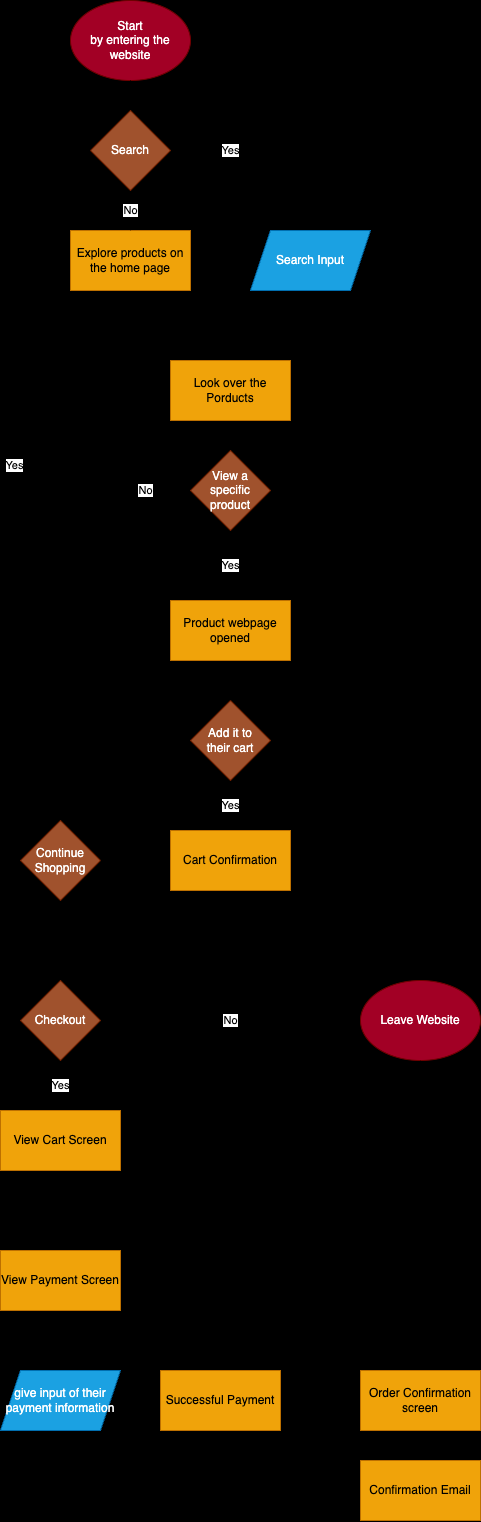 Start
by entering the
website
Search
Yes
No
Explore products on
the home page
Search Input
Look over the
Porducts
Yes
No
View a
specific
product
Yes
Product webpage
opened
Add it to
their cart
Yes
Continue
Shopping
Cart Confirmation
Checkout
No
Leave Website
Yes
View Cart Screen
View Payment Screen
give input of their
payment information
Successful Payment
Order Confirmation
screen
Confirmation Email